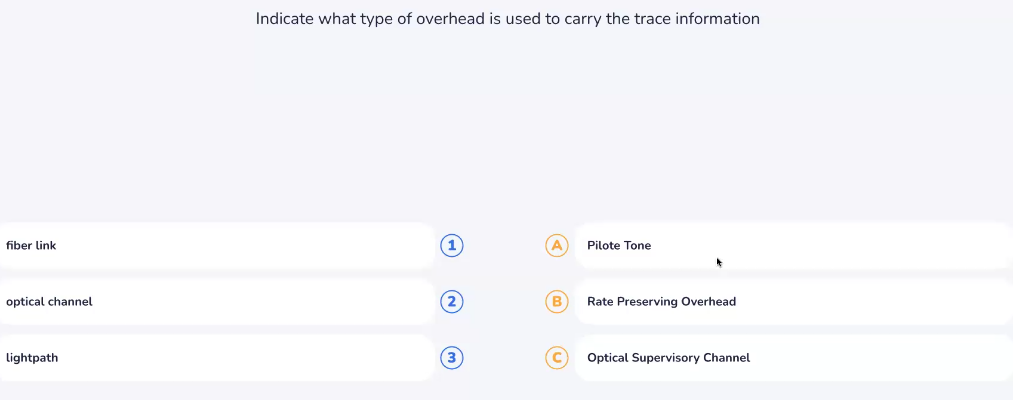 Indicate what type of overhead is used to carry the trace information
fiber link
1
A
Pilote Tone
optical channel
2
B
Rate Preserving Overhead
lightpath
3
C
Optical Supervisory Channel